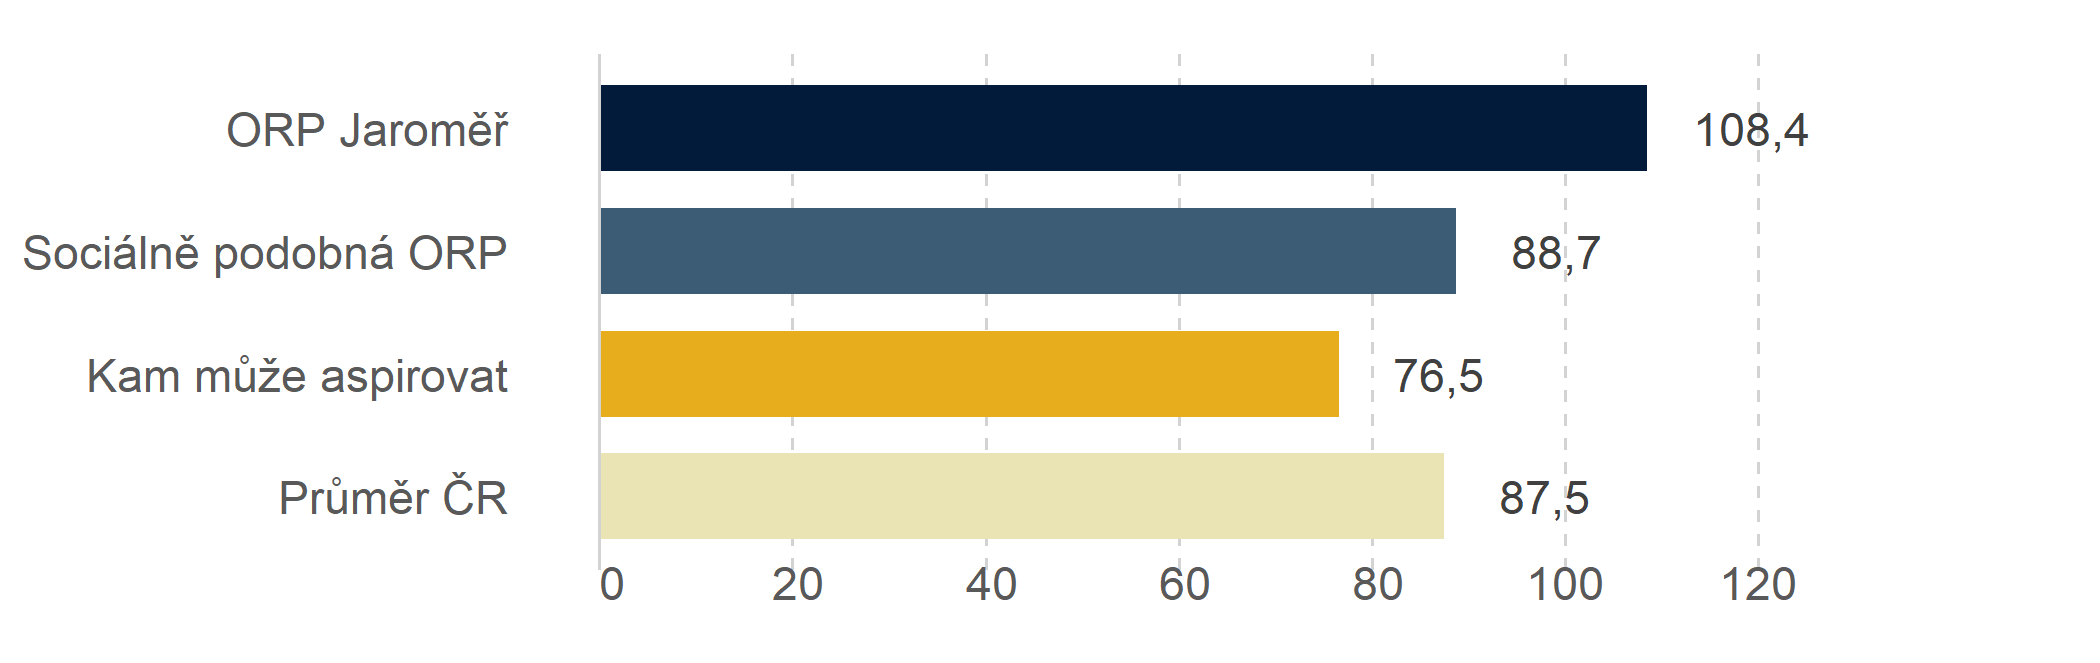 ORP Jaroměř 108,4
Sociálně podobná ORP 88,7
Kam může aspirovat 76,5
Průměr ČR 87,5
0 20 40 60 80 100 120